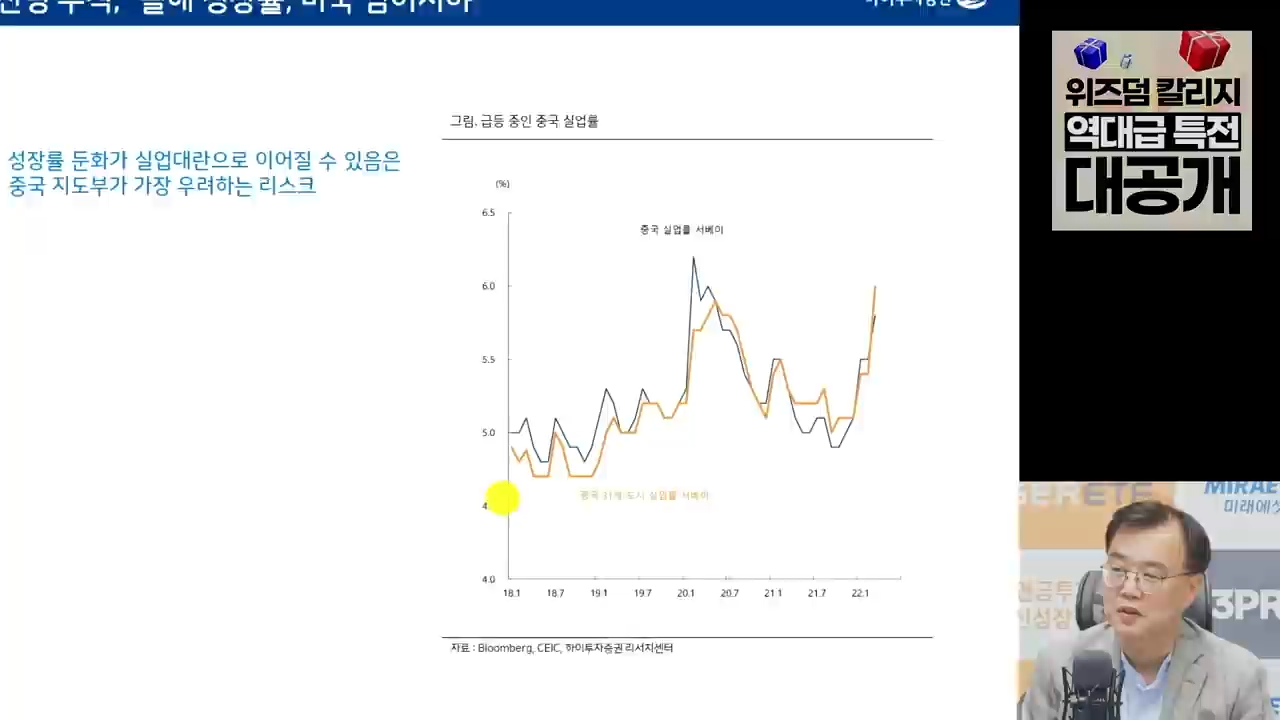 성장률 둔화가 실업대란으로 이어질 수 있음은
중국 지도부가 가장 우려하는 리스크
그림. 급등 중인 중국 실업률
(%)
6.5
6.0
5.5
5.0
4.0
중국 실업률 서베이
중국 31개 도시 실업률 서베이
18.1 18.7 19.1 19.7 20.1 20.7 21.1 21.7 22.1
자료 : Bloomberg, CEIC, 하이투자증권 리서치센터
위즈덤 칼리지
역대급 특전
대공개
미래에셋
3PR